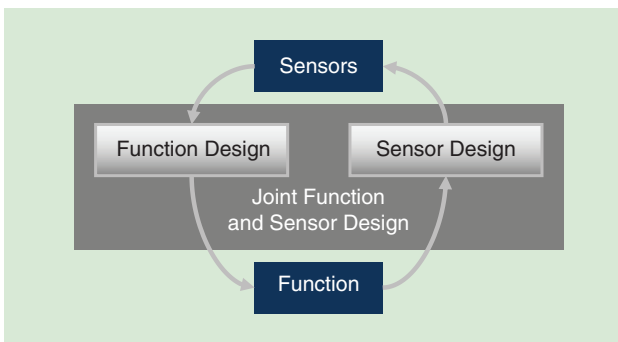 Sensors
Function Design
Sensor Design
Joint Function
and Sensor Design
Function